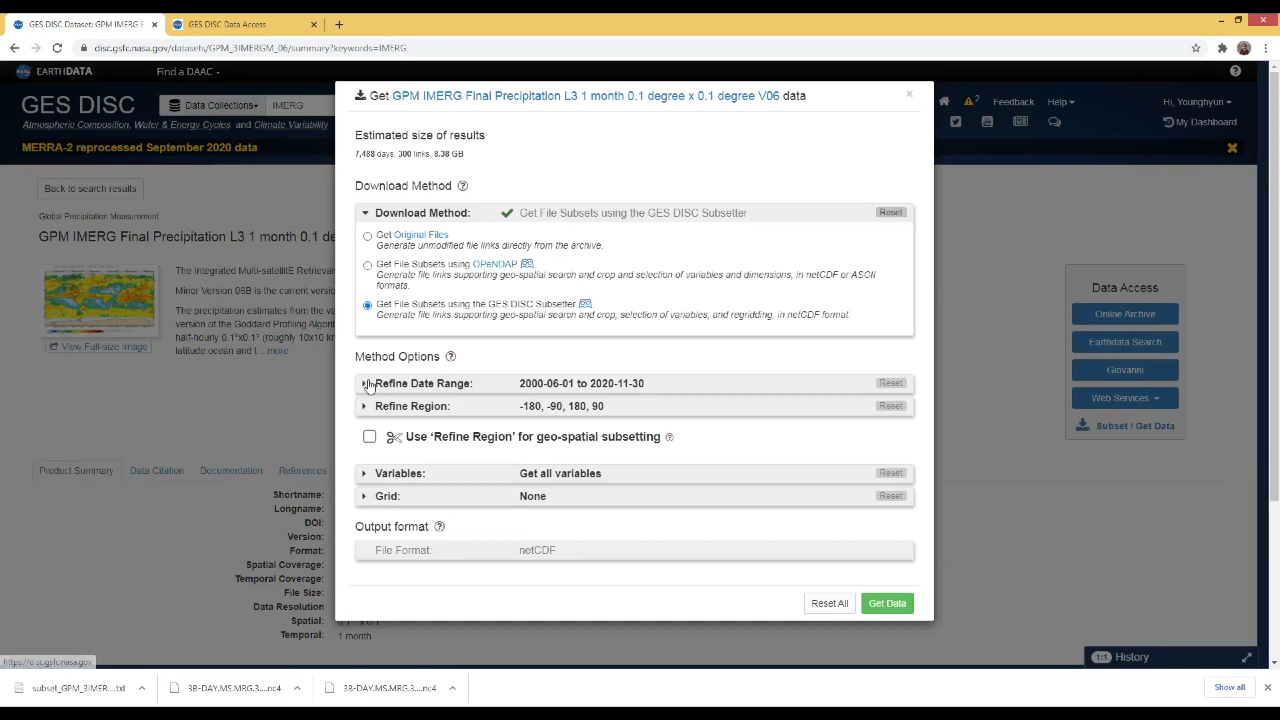 GES DISC Dataset: GPM IMERG F
GES DISC Data Access
disc.gsfc.nasa.gov/datasets/GPM_3IMERGM_06/summary?keywords=IMERG
EARTHDATA
Find a DAAC
GES DISC
Data Collections
IMERG
Atmospheric Composition, Water & Energy Cycles and Climate Variability
2
Feedback
Help
Hi, Younghyun
My Dashboard
MERRA-2 reprocessed September 2020 data
Back to search results
Global Precipitation Measurement
GPM IMERG Final Precipitation L3 1 month 0.1 de
The Integrated Multi-satellitE Retrievals
Minor Version 06B is the current version
The precipitation estimates from the va
version of the Goddard Profiling Algorith
half-hourly 0.1°x0.1° (roughly 10x10 k
latitude ocean and t ...more
View Full-size Image
Product Summary
Data Citation
Documentation
References
Shortname:
Longname:
DOI:
Version:
Format:
Spatial Coverage:
Temporal Coverage:
File Size:
Data Resolution
Spatial: 0.1° x 0.1°
Temporal: 1 month
Get GPM IMERG Final Precipitation L3 1 month 0.1 degree x 0.1 degree V06 data
×
Estimated size of results
7,488 days, 300 links, 8.38 GB
Download Method ?
Download Method: Get File Subsets using the GES DISC Subsetter Reset
Get Original Files
Generate unmodified file links directly from the archive.
Get File Subsets using OPeNDAP
Generate file links supporting geo-spatial search and crop and selection of variables and dimensions, in netCDF or ASCII
formats.
Get File Subsets using the GES DISC Subsetter
Generate file links supporting geo-spatial search and crop, selection of variables, and regridding, in netCDF format.
Method Options ?
Refine Date Range: 2000-06-01 to 2020-11-30 Reset
Refine Region: -180, -90, 180, 90 Reset
Use ‘Refine Region’ for geo-spatial subsetting ?
Variables: Get all variables Reset
Grid: None Reset
Output format ?
File Format: netCDF
Reset All
Get Data
Data Access
Online Archive
Earthdata Search
Giovanni
Web Services
Subset / Get Data
1:1 History
https://disc.gsfc.nasa.gov
subset_GPM_3IMER....txt
3B-DAY.MS.MRG.3....nc4
3B-DAY.MS.MRG.3....nc4
Show all